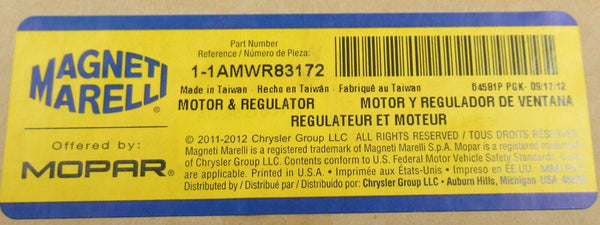 MAGNETI
MARELLI
Offered by:
MOPAR
Part Number
Reference / Número de Pieza:
1-1AMWR83172
Made in Taiwan - Hecho en Taiwán - Fabriqué au Taiwan
64581P PGK- 09/17/12
MOTOR & REGULATOR
MOTOR Y REGULADOR DE VENTANA
REGULATEUR ET MOTEUR
© 2011-2012 Chrysler Group LLC ALL RIGHTS RESERVED / TOUS DROITS RESERVES
Magneti Marelli is a registered trademark of Magneti Marelli S.p.A. Mopar is a registered
of Chrysler Group LLC. Contents conform to U.S. Federal Motor Vehicle Safety Standards,
are applicable. Printed in U.S.A. • Imprimée aux États-Unis • Impreso en EE.UU.
Distributed by / Distribué par / Distribuido por: Chrysler Group LLC • Auburn Hills, Michigan USA